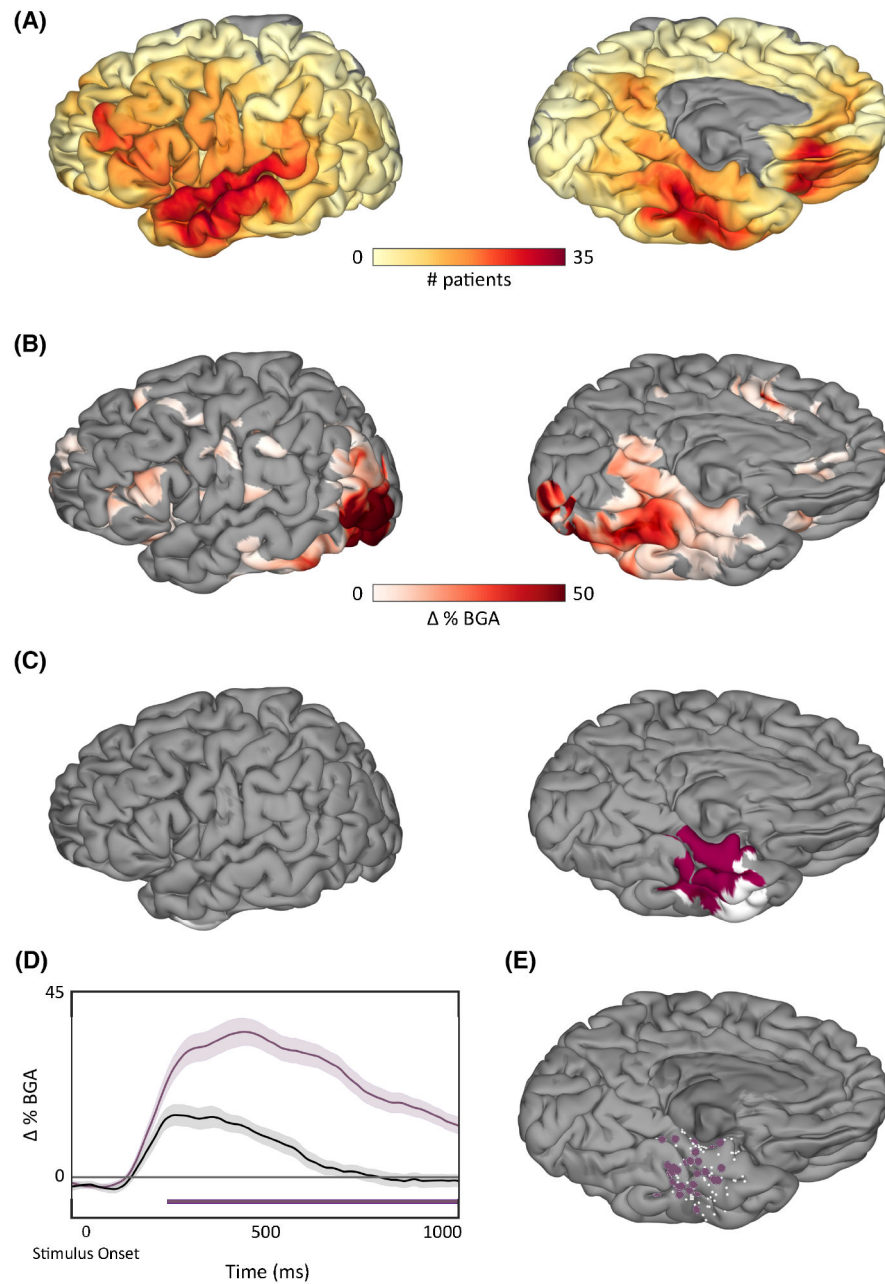 (A)
0 35
# patients
(B)
0 50
Δ % BGA
(C)
(D) (E)
45
Δ % BGA
0
0 500 1000
Stimulus Onset
Time (ms)